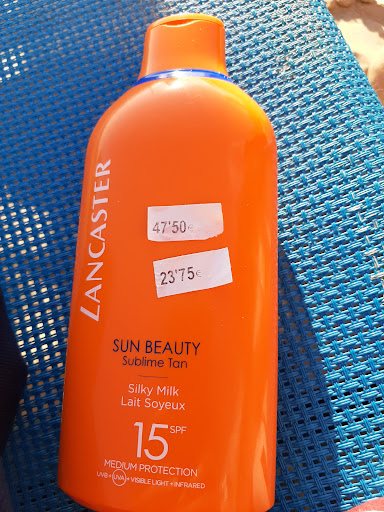 LANCASTER
47'50€
23'75€
SUN BEAUTY
Sublime Tan
Silky Milk
Lait Soyeux
15 SPF
MEDIUM PROTECTION
UVB + UVA + VISIBLE LIGHT + INFRARED